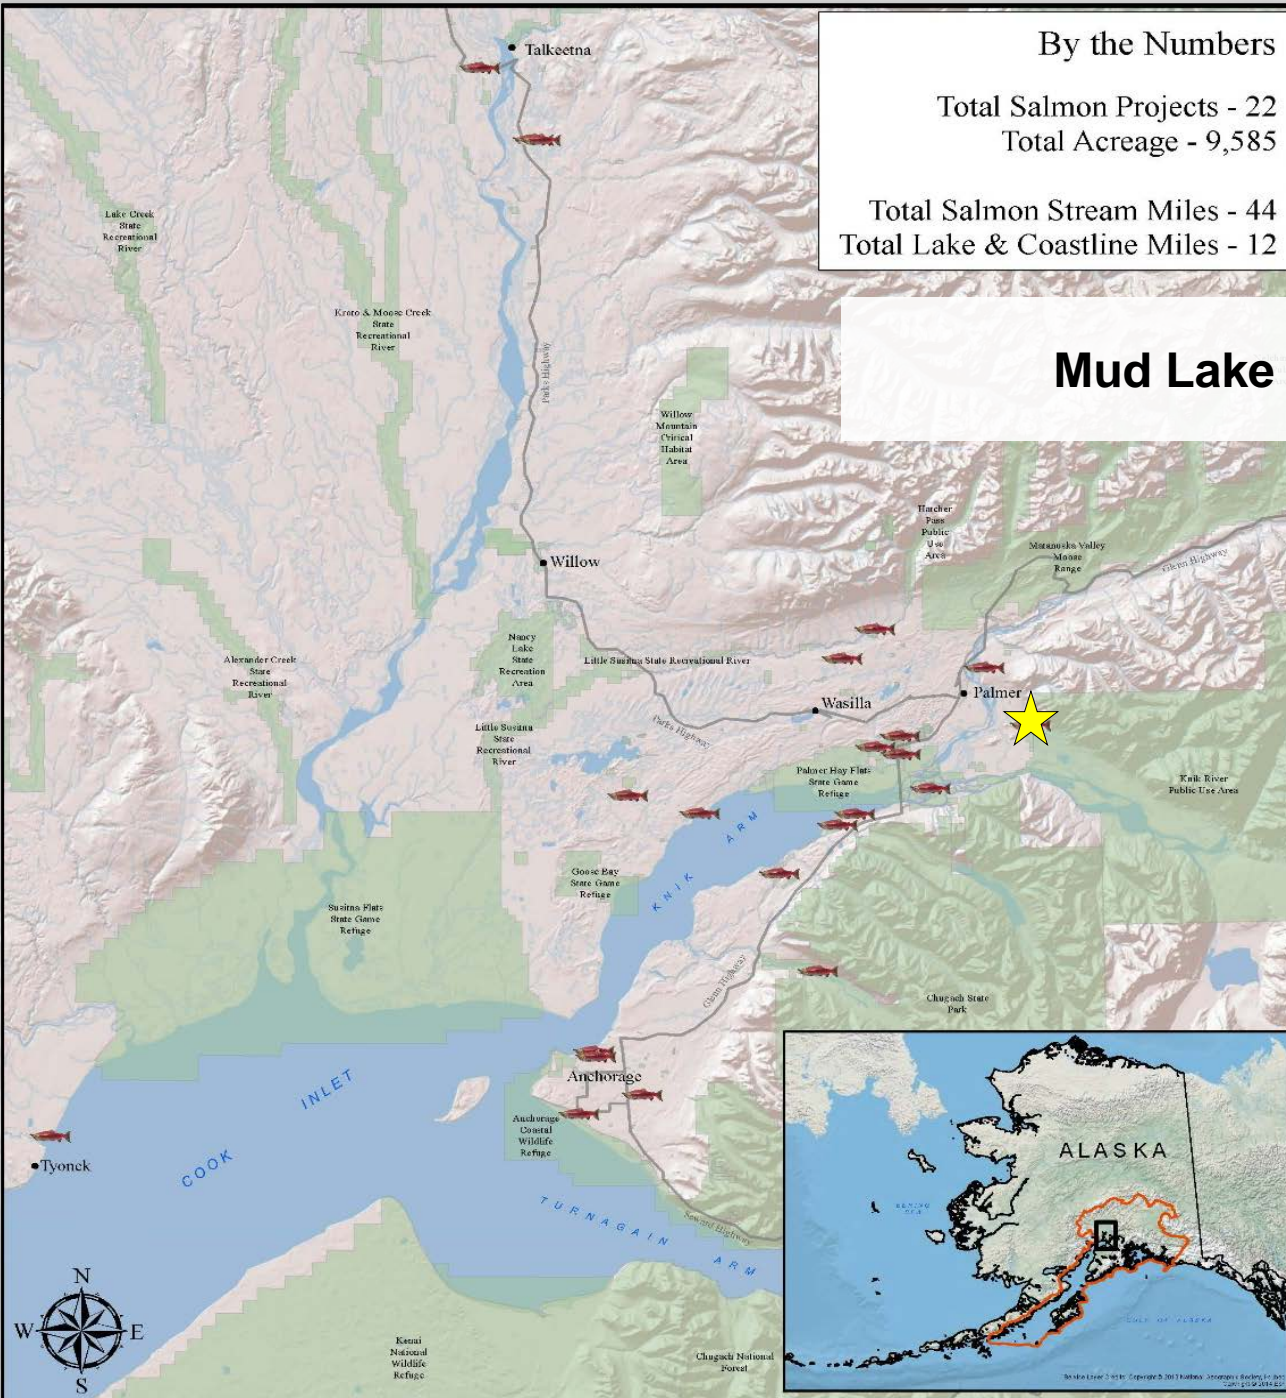 Talkeetna
By the Numbers
Total Salmon Projects - 22
Total Acreage - 9,585
Total Salmon Stream Miles - 44
Total Lake & Coastline Miles - 12
Mud Lake
Lake Creek
State
Recreational
River
Kroto & Moose Creek
State
Recreational
River
Parks Highway
Willow
Mountain
Critical
Habitat
Area
Hatcher
Pass
Public
Use
Area
Matanuska Valley
Moose
Range
Glenn Highway
Willow
Nancy
Lake
State
Recreation
Area
Little Susitna State Recreational River
Alexander Creek
State
Recreational
River
Palmer
Wasilla
Parks Highway
Little Susitna
State
Recreational
River
Palmer Hay Flats
State Game
Refuge
Knik River
Public Use Area
KNIK ARM
Goose Bay
State Game
Refuge
Susitna Flats
State Game
Refuge
Glenn Highway
Chugach State
Park
Anchorage
Anchorage
Coastal
Wildlife
Refuge
COOK INLET
Tyonek
TURNAGAIN ARM
Seward Highway
Kenai
National
Wildlife
Refuge
Chugach National
Forest
N
W E
S
ALASKA
BERING
SEA
GULF OF ALASKA